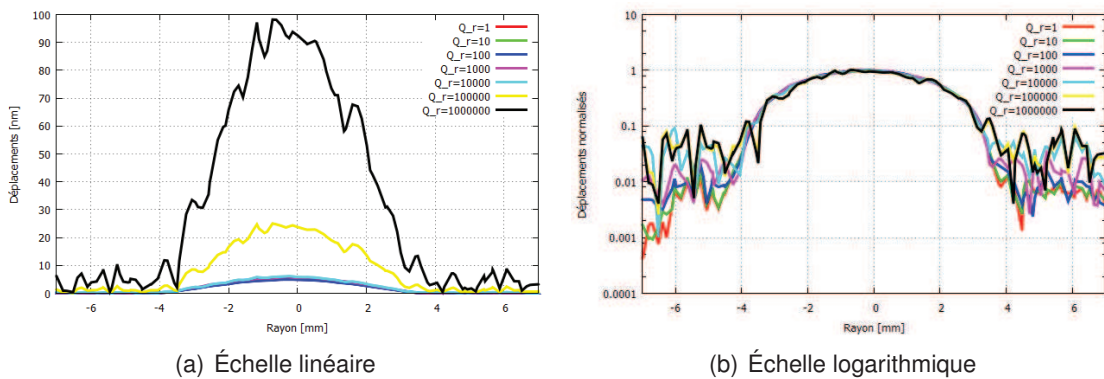 100
90
80
70
60
50
40
30
20
10
0
Déplacements [nm]
-6
-4
-2
0
2
4
6
Rayon [mm]
Q_r=1
Q_r=10
Q_r=100
Q_r=1000
Q_r=10000
Q_r=100000
Q_r=1000000
(a) Échelle linéaire
10
1
0.1
0.01
0.001
0.0001
Déplacements normalisés
-6
-4
-2
0
2
4
6
Rayon [mm]
Q_r=1
Q_r=10
Q_r=100
Q_r=1000
Q_r=10000
Q_r=100000
Q_r=1000000
(b) Échelle logarithmique